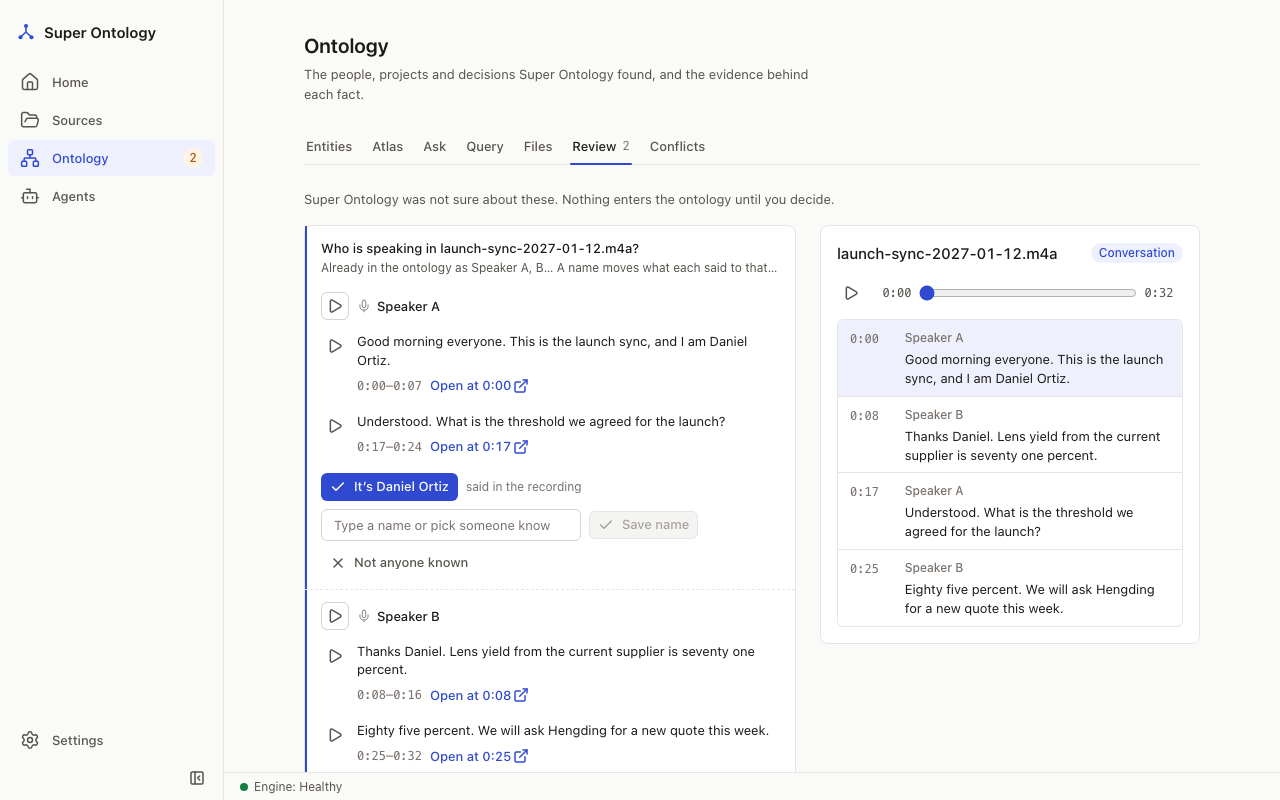 Super Ontology
Home
Sources
Ontology
2
Agents
Settings
Ontology
The people, projects and decisions Super Ontology found, and the evidence behind
each fact.
Entities
Atlas
Ask
Query
Files
Review 2
Conflicts
Super Ontology was not sure about these. Nothing enters the ontology until you decide.
Who is speaking in launch-sync-2027-01-12.m4a?
Already in the ontology as Speaker A, B... A name moves what each said to that...
Speaker A
Good morning everyone. This is the launch sync, and I am Daniel
Ortiz.
0:00–0:07 Open at 0:00
Understood. What is the threshold we agreed for the launch?
0:17–0:24 Open at 0:17
It's Daniel Ortiz said in the recording
Type a name or pick someone know
Save name
Not anyone known
Speaker B
Thanks Daniel. Lens yield from the current supplier is seventy one
percent.
0:08–0:16 Open at 0:08
Eighty five percent. We will ask Hengding for a new quote this week.
0:25–0:32 Open at 0:25
launch-sync-2027-01-12.m4a
Conversation
0:00
0:32
0:00 Speaker A
Good morning everyone. This is the launch
sync, and I am Daniel Ortiz.
0:08 Speaker B
Thanks Daniel. Lens yield from the current
supplier is seventy one percent.
0:17 Speaker A
Understood. What is the threshold we
agreed for the launch?
0:25 Speaker B
Eighty five percent. We will ask Hengding
for a new quote this week.
Engine: Healthy